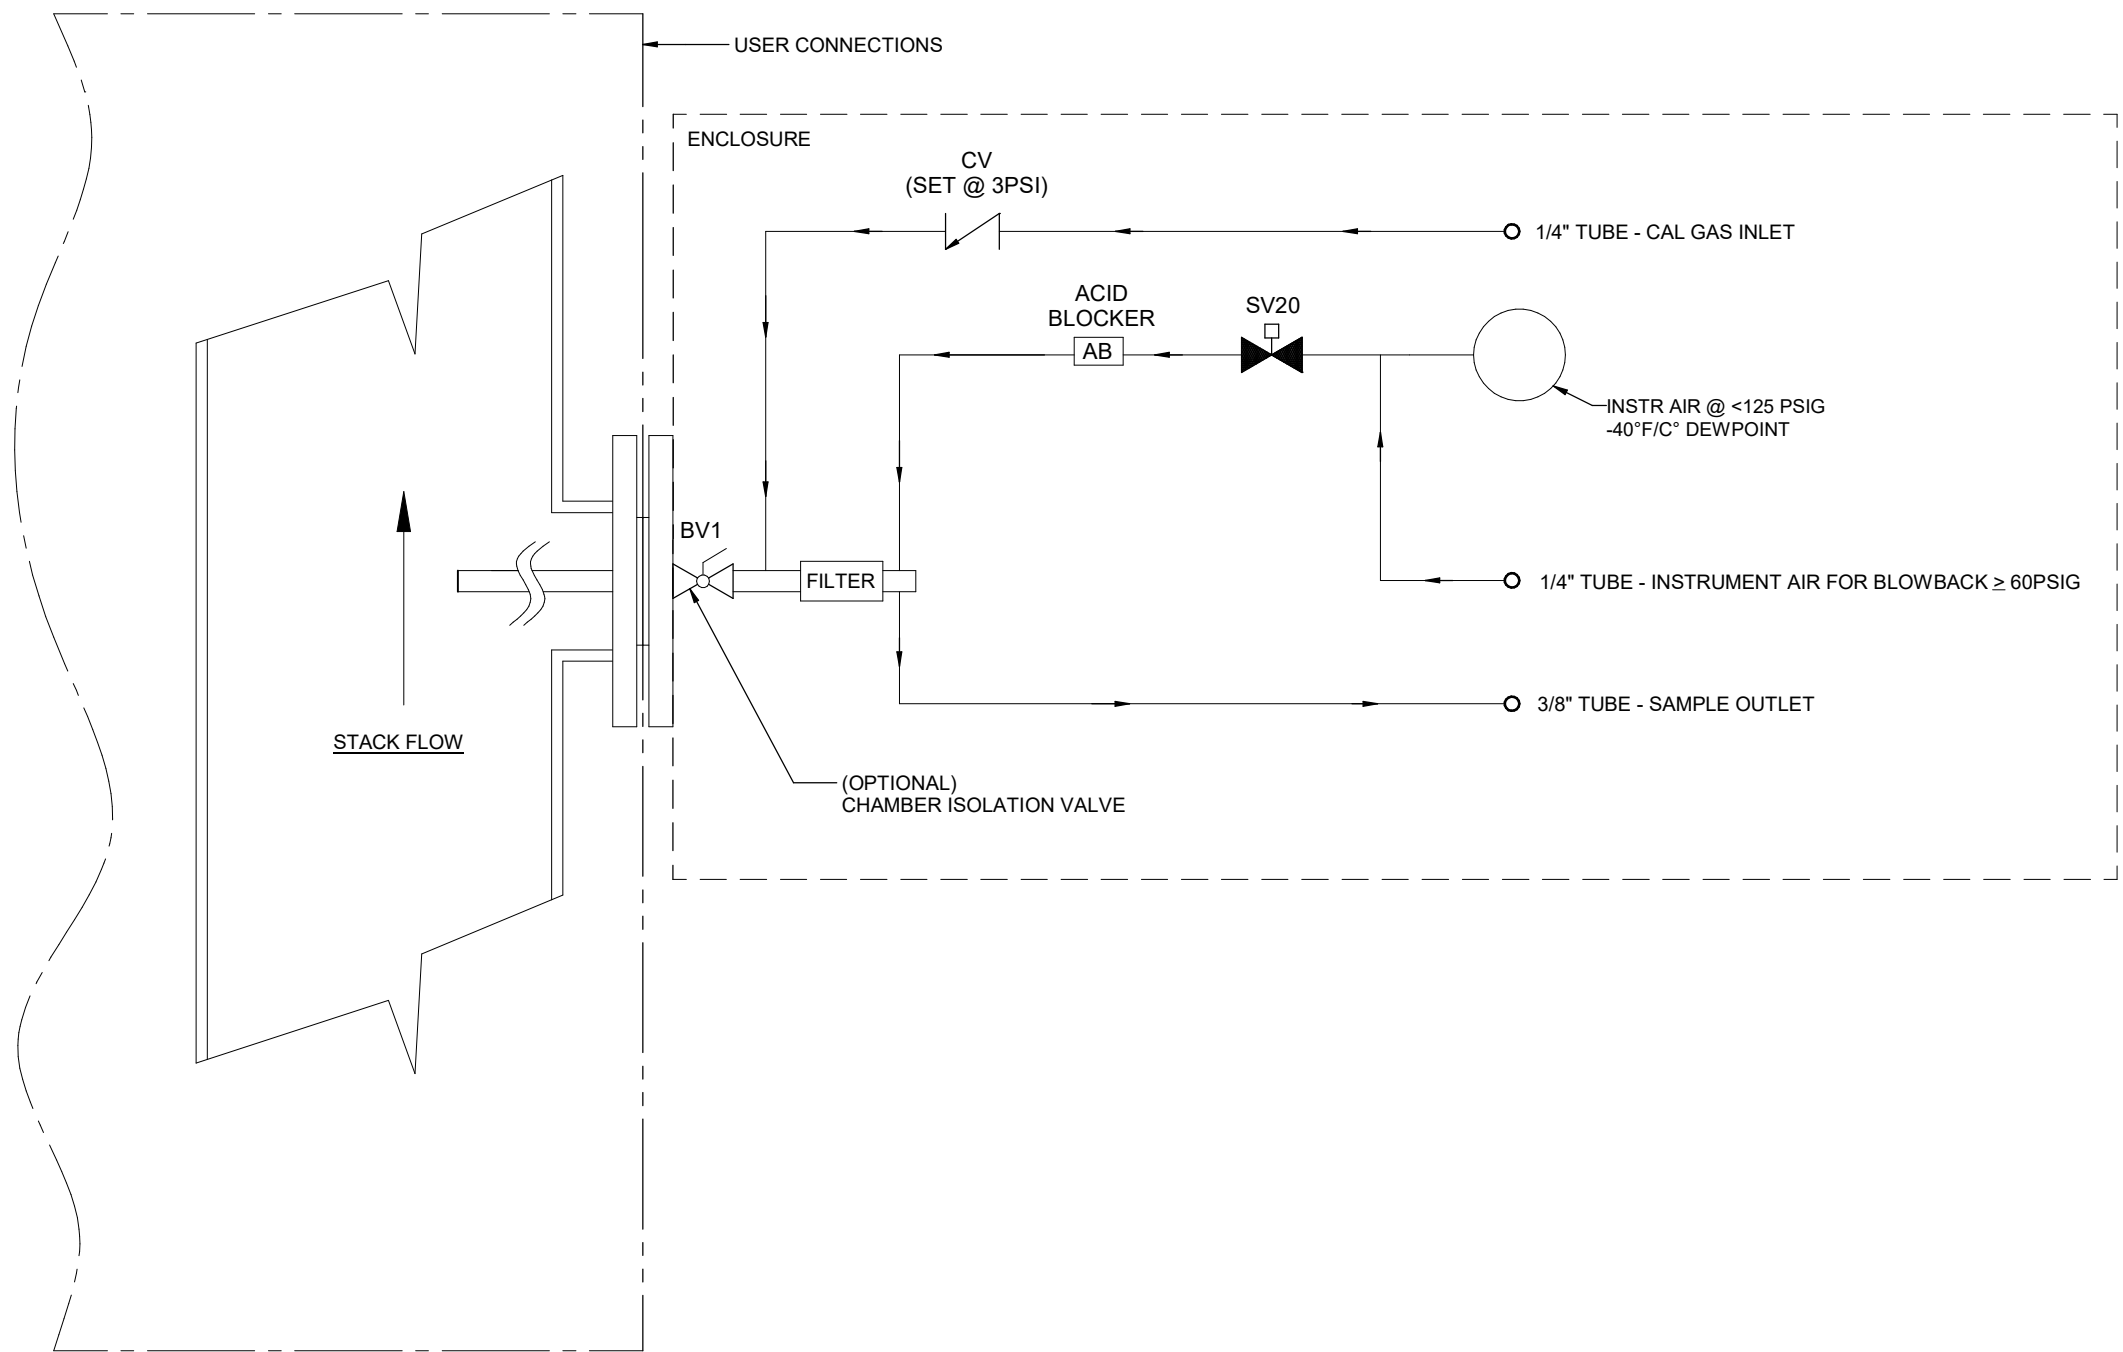 USER CONNECTIONS
ENCLOSURE
CV
(SET @ 3PSI)
1/4" TUBE - CAL GAS INLET
ACID
BLOCKER
AB
SV20
INSTR AIR @ <125 PSIG
-40°F/C° DEWPOINT
BV1
FILTER
1/4" TUBE - INSTRUMENT AIR FOR BLOWBACK ≥ 60PSIG
3/8" TUBE - SAMPLE OUTLET
STACK FLOW
(OPTIONAL)
CHAMBER ISOLATION VALVE